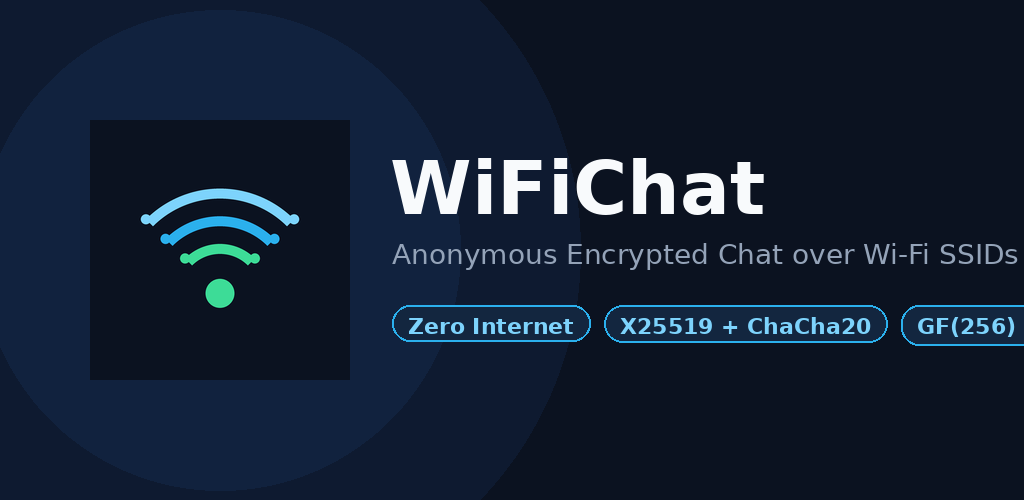 WiFiChat
Anonymous Encrypted Chat over Wi-Fi SSIDs
Zero Internet X25519 + ChaCha20 GF(256)